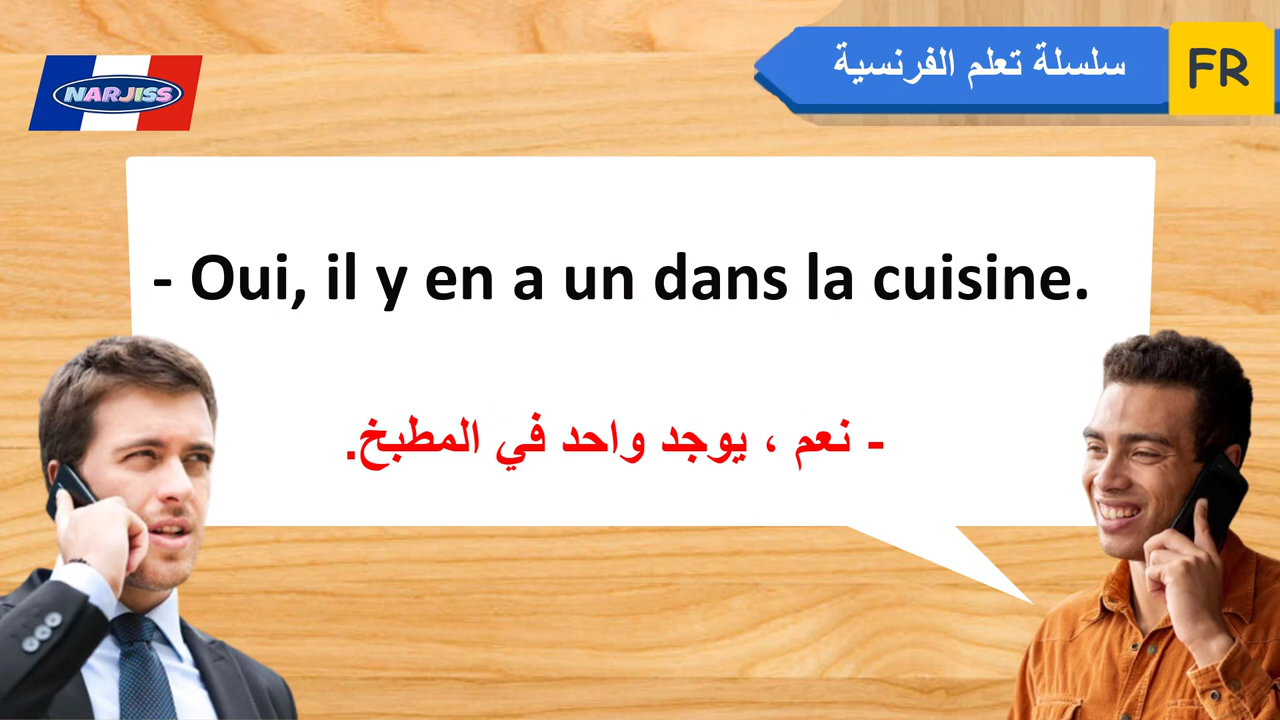 NARJISS
سلسلة تعلم الفرنسية
FR
- Oui, il y en a un dans la cuisine.
- نعم ، يوجد واحد في المطبخ.